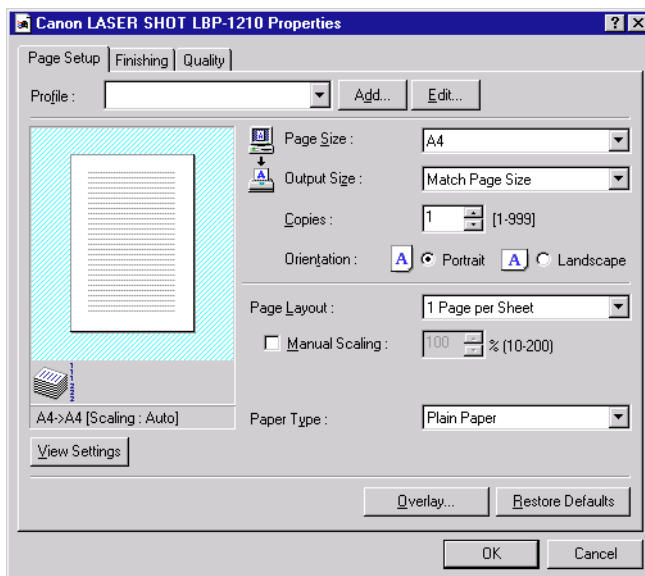 Canon LASER SHOT LBP-1210 Properties
Page Setup Finishing Quality
Profile : Add... Edit...
Page Size : A4
Output Size : Match Page Size
Copies : 1 [1-999]
Orientation : A Portrait A Landscape
Page Layout : 1 Page per Sheet
Manual Scaling : 100 % (10-200)
A4->A4 [Scaling : Auto] Paper Type : Plain Paper
View Settings
Overlay... Restore Defaults
OK Cancel